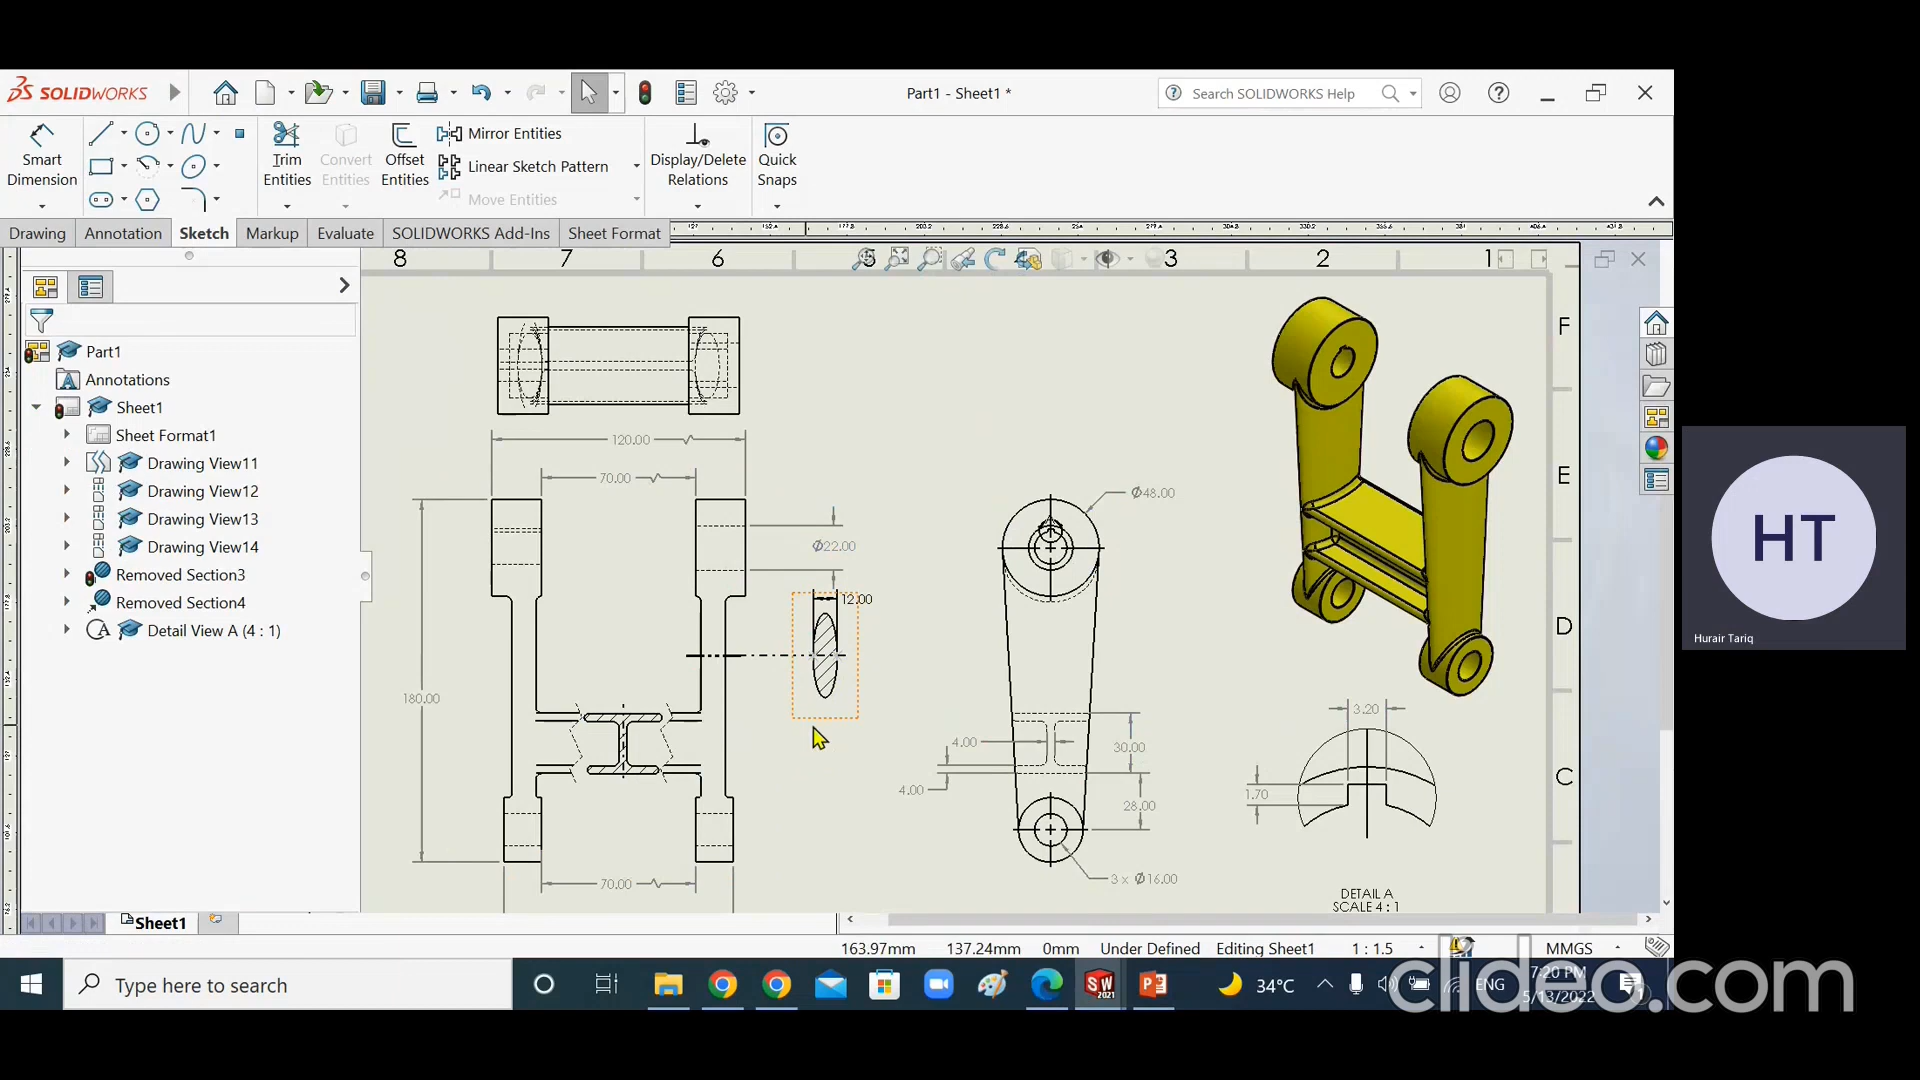 SOLIDWORKS
Part1 - Sheet1 *
Search SOLIDWORKS Help
Smart
Dimension
Trim
Entities
Convert
Entities
Offset
Entities
Mirror Entities
Linear Sketch Pattern
Move Entities
Display/Delete
Relations
Quick
Snaps
Drawing
Annotation
Sketch
Markup
Evaluate
SOLIDWORKS Add-Ins
Sheet Format
8
7
6
5
3
2
1
Part1
Annotations
Sheet1
Sheet Format1
Drawing View11
Drawing View12
Drawing View13
Drawing View14
Removed Section3
Removed Section4
Detail View A (4 : 1)
F
E
D
C
120.00
70.00
Ø22.00
12.00
180.00
70.00
Ø48.00
4.00
4.00
30.00
28.00
3 x Ø16.00
3.20
1.70
DETAIL A
SCALE 4 : 1
HT
Hurair Tariq
Sheet1
163.97mm
137.24mm
0mm
Under Defined
Editing Sheet1
1 : 1.5
MMGS
Type here to search
SW
2021
34°C
ENG
7:20 PM
5/13/2022
clideo.com